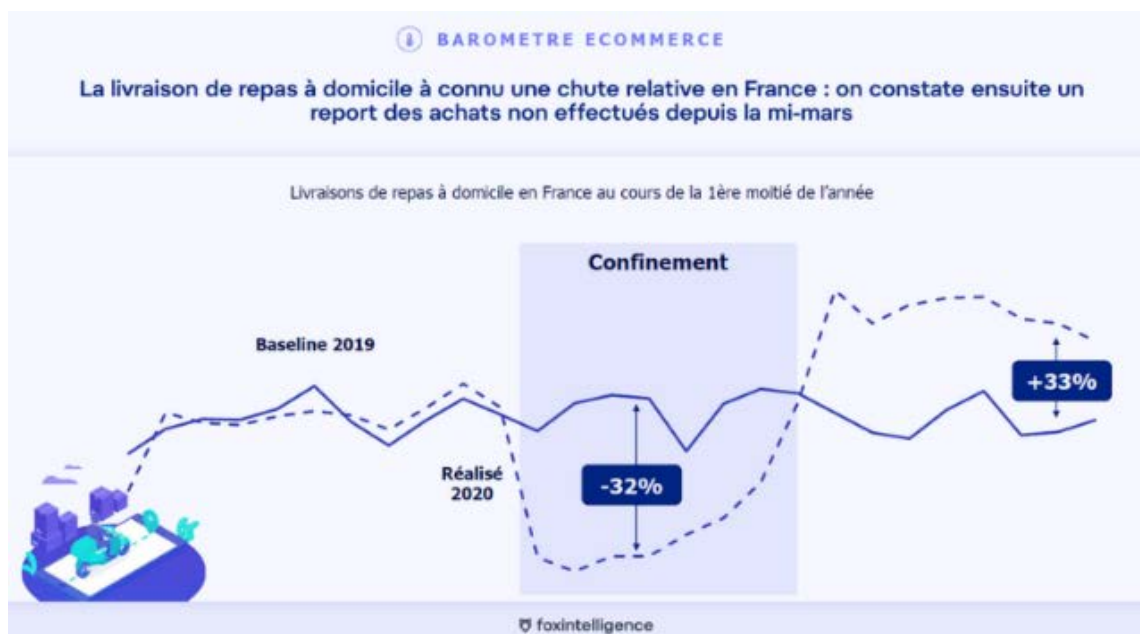 BAROMETRE ECOMMERCE
La livraison de repas à domicile à connu une chute relative en France : on constate ensuite un
report des achats non effectués depuis la mi-mars
Livraisons de repas à domicile en France au cours de la 1ère moitié de l'année
Confinement
Baseline 2019
+33%
Réalisé
2020
-32%
foxintelligence